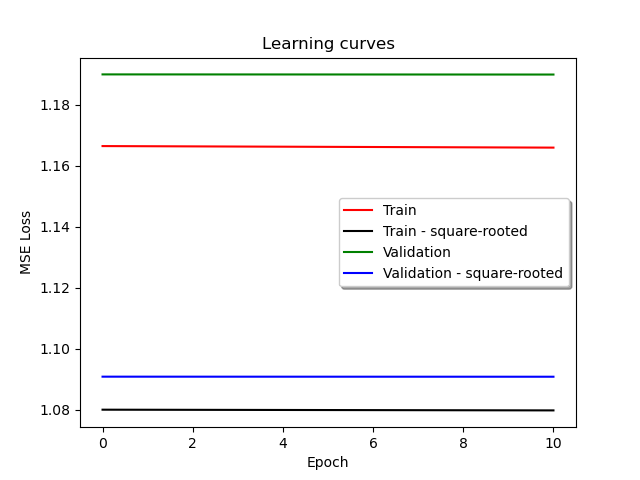 Learning curves
MSE Loss
1.18
1.16
1.14
1.12
1.10
1.08
Train
Train - square-rooted
Validation
Validation - square-rooted
0 2 4 6 8 10
Epoch